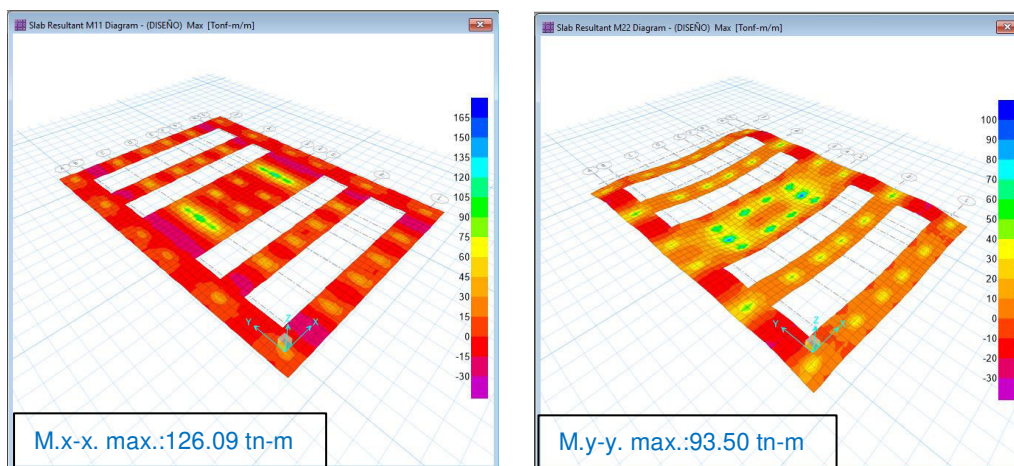 Slab Resultant M11 Diagram - (DISEÑO) Max [Tonf-m/m]
165
150
135
120
105
90
75
60
45
30
15
0
-15
-30
Y
Z
X
M.x-x. max.:126.09 tn-m
Slab Resultant M22 Diagram - (DISEÑO) Max [Tonf-m/m]
100
90
80
70
60
50
40
30
20
10
0
-10
-20
-30
Y
Z
X
M.y-y. max.:93.50 tn-m